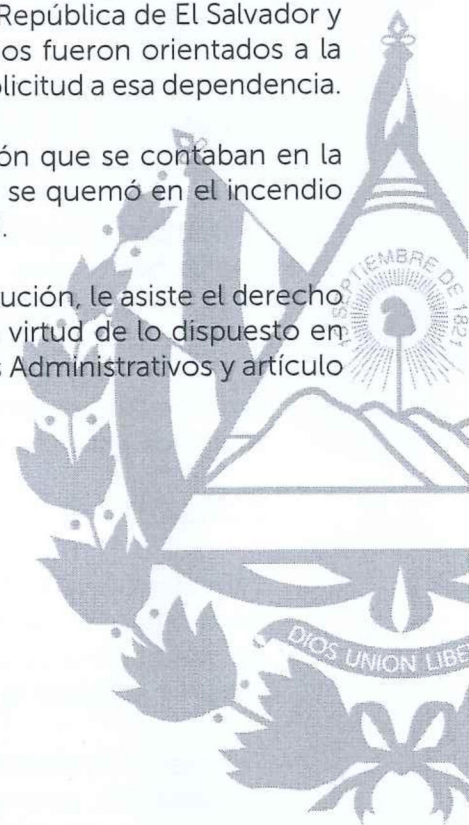 República de El Salvador y
os fueron orientados a la
olicitud a esa dependencia.
ón que se contaban en la
se quemó en el incendio
.
ución, le asiste el derecho
virtud de lo dispuesto en
s Administrativos y artículo
SEPTIEMBRE DE 1821
DIOS UNION LIBE